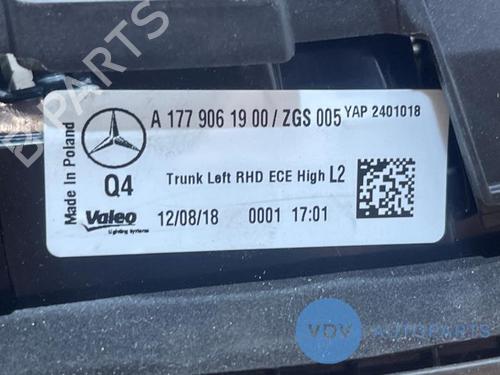 B-PARTS
Made in Poland
A 177 906 19 00 / ZGS 005 YAP 2401018
Q4
Trunk Left RHD ECE High L2
Valeo
Lighting Systems
12/08/18 0001 17:01
VDV AUTOPARTS